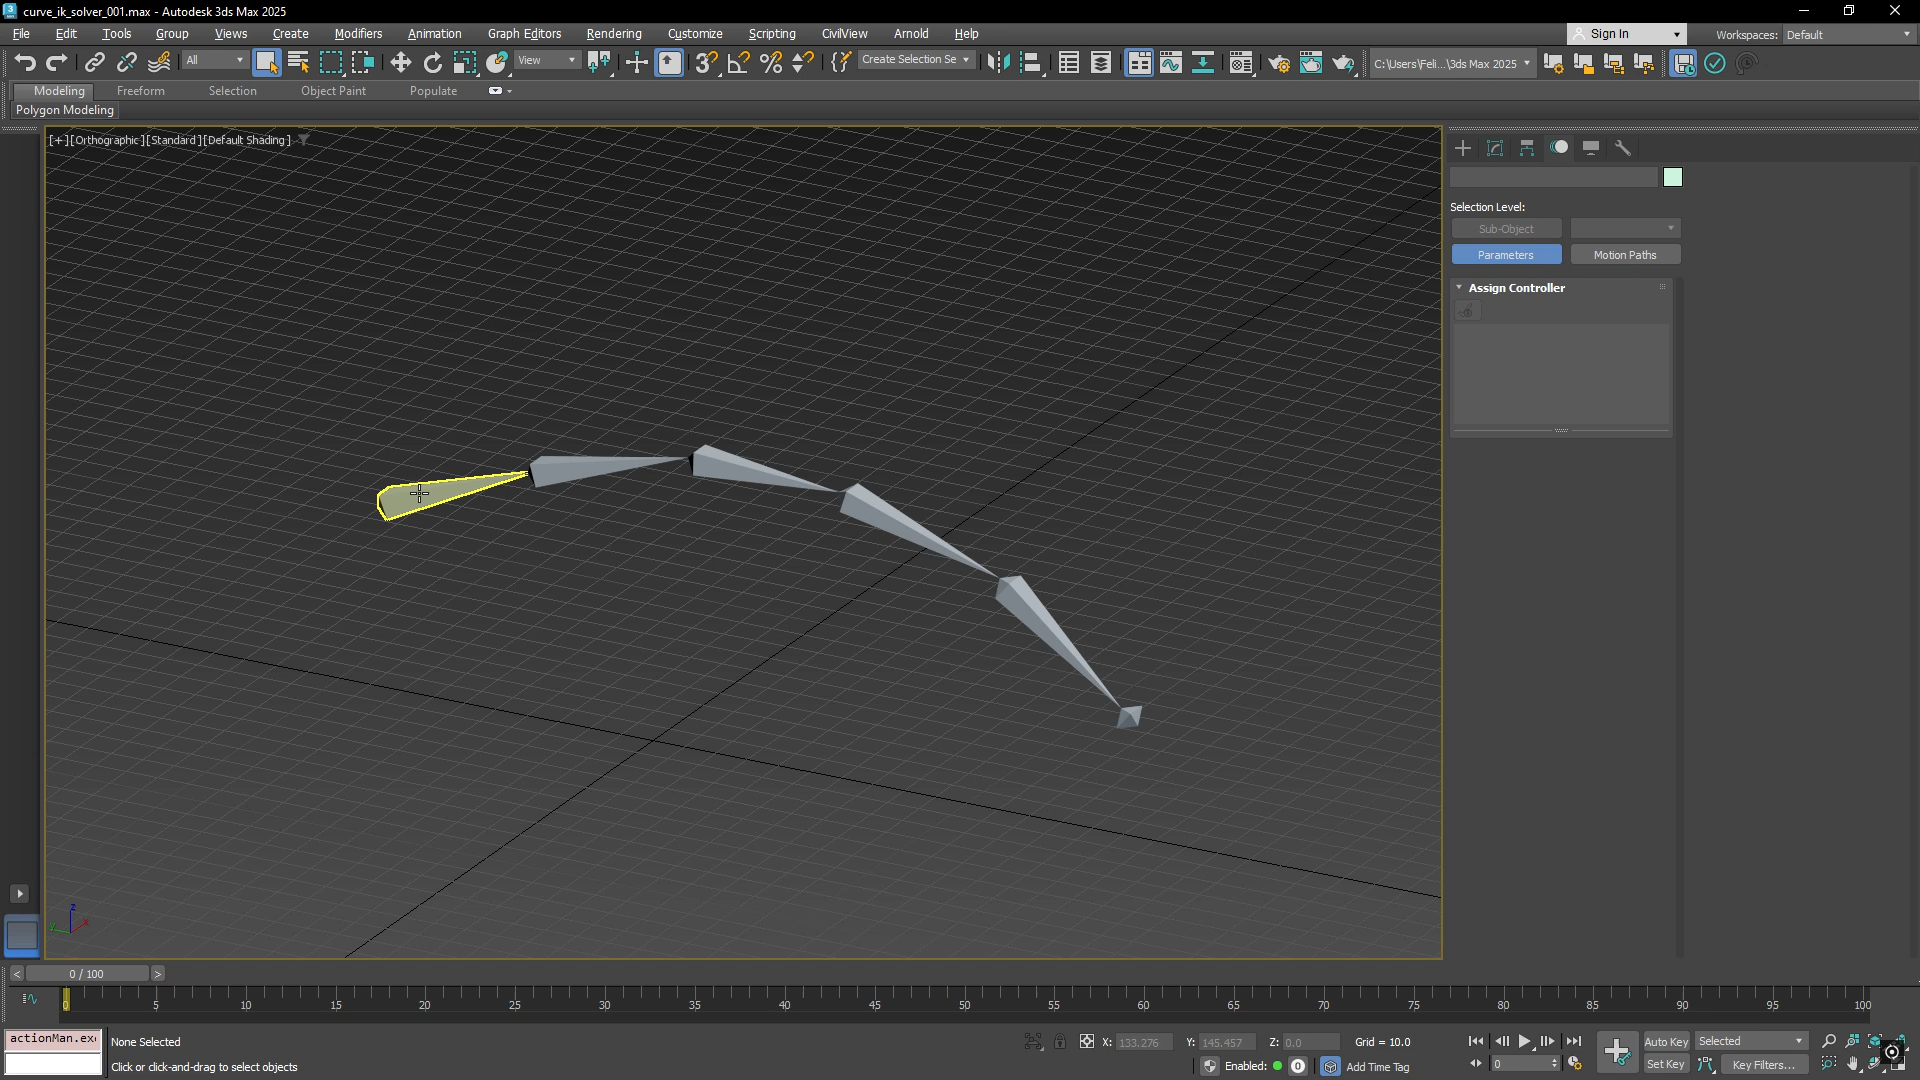 curve_ik_solver_001.max - Autodesk 3ds Max 2025
File Edit Tools Group Views Create Modifiers Animation Graph Editors Rendering Customize Scripting CivilView Arnold Help
Sign In
Workspaces: Default
All
View
Create Selection Se
C:\Users\Feli...\3ds Max 2025
Modeling Freeform Selection Object Paint Populate
Polygon Modeling
[+][Orthographic][Standard][Default Shading]
Selection Level:
Sub-Object
Parameters Motion Paths
Assign Controller
z
x
y
< 0 / 100 >
0 5 10 15 20 25 30 35 40 45 50 55 60 65 70 75 80 85 90 95 100
actionMan.exe
None Selected
X: 133.276 Y: 145.457 Z: 0.0 Grid = 10.0
Auto Key Selected
Click or click-and-drag to select objects
Enabled: 0 Add Time Tag
0
Set Key Key Filters...